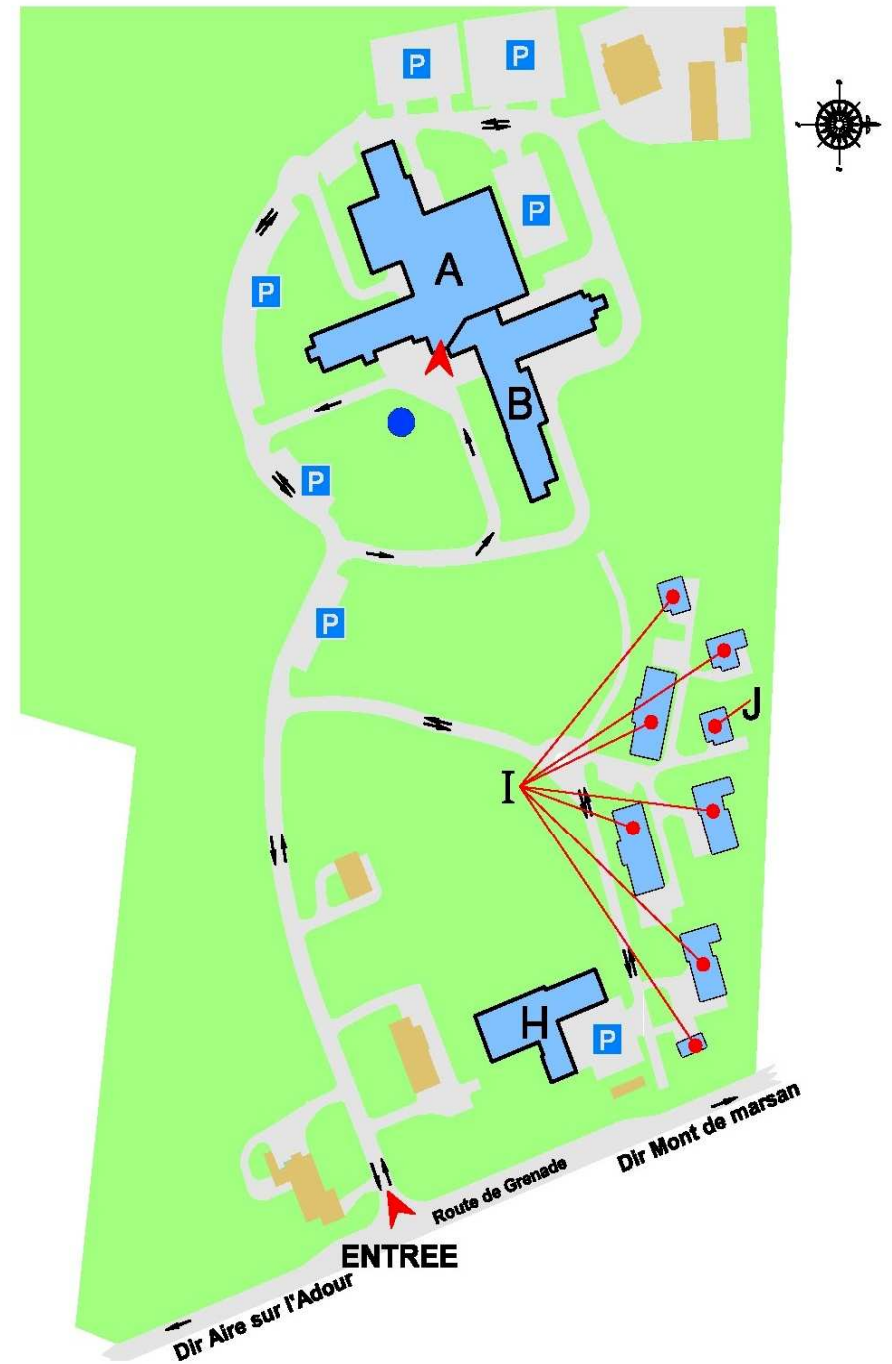 P
P
P
A
P
B
P
P
J
I
H
P
Dir Mont de marsan
Route de Grenade
ENTREE
Dir Aire sur l'Adour